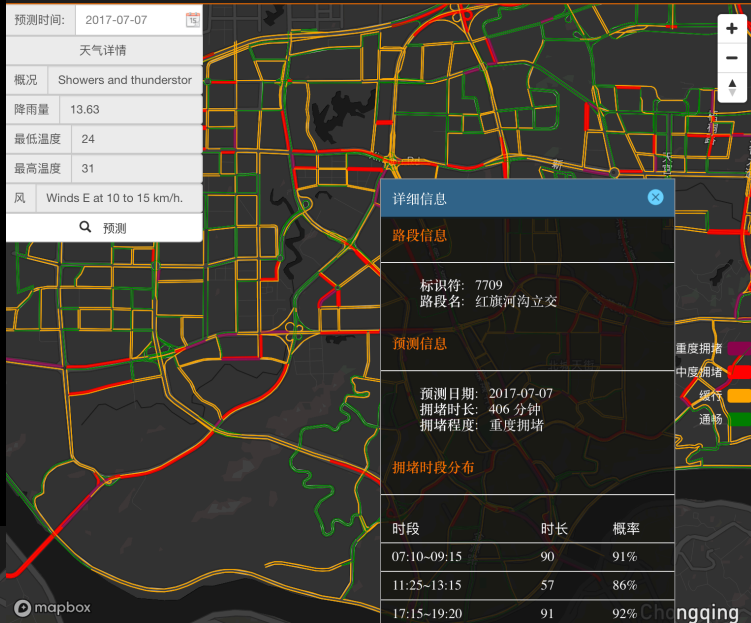 预测时间: 2017-07-07
天气详情
概况 Showers and thunderstor
降雨量 13.63
最低温度 24
最高温度 31
风 Winds E at 10 to 15 km/h.
预测
详细信息
路段信息
标识符: 7709
路段名: 红旗河沟立交
预测信息
预测日期: 2017-07-07
拥堵时长: 406 分钟
拥堵程度: 重度拥堵
拥堵时段分布
时段 时长 概率
07:10~09:15 90 91%
11:25~13:15 57 86%
17:15~19:20 91 92%
重度拥堵
中度拥堵
缓行
通畅
mapbox
Chongqing